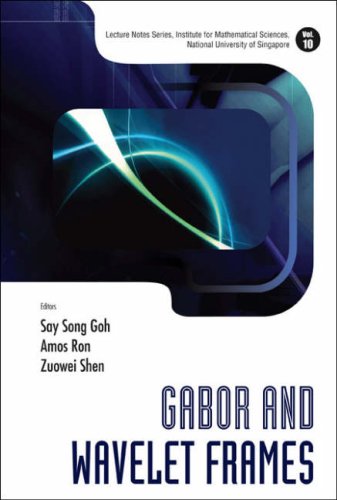 Lecture Notes Series, Institute for Mathematical Sciences,
National University of Singapore
Vol.
10
Editors
Say Song Goh
Amos Ron
Zuowei Shen
GABOR AND
WAVELET FRAMES